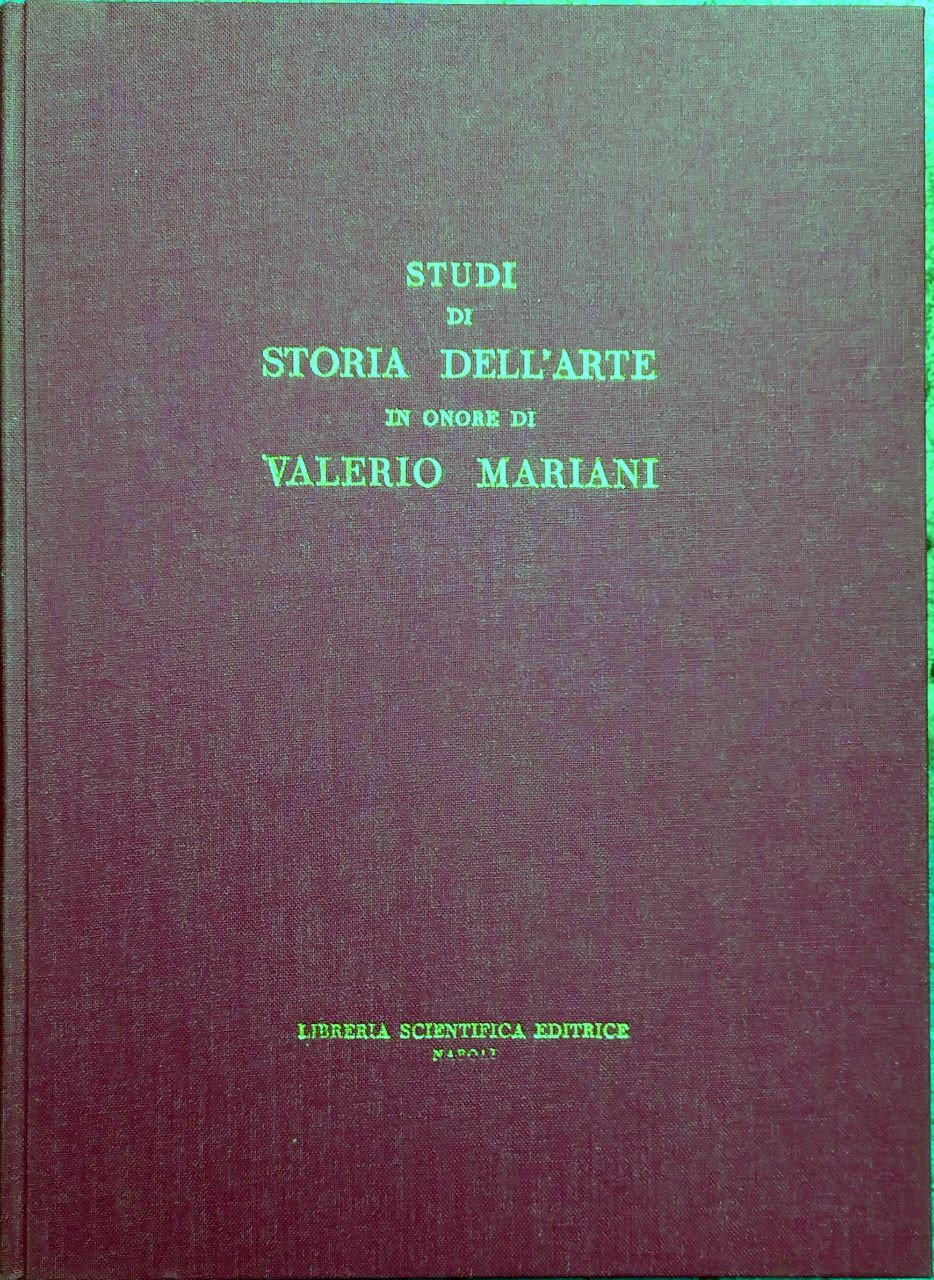 STUDI
DI
STORIA DELL'ARTE
IN ONORE DI
VALERIO MARIANI
LIBRERIA SCIENTIFICA EDITRICE
NAPOLI